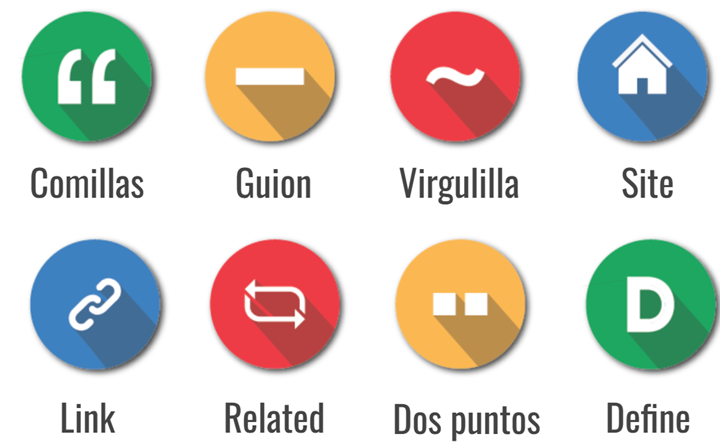 Comillas
Guion
Virgulilla
Site
Link
Related
Dos puntos
D
Define